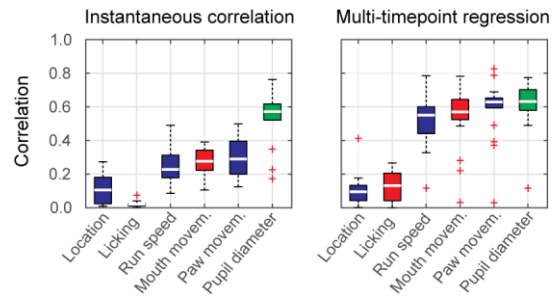 Instantaneous correlation
Multi-timepoint regression
Correlation
1.0
0.8
0.6
0.4
0.2
0.0
Location
Licking
Run speed
Mouth movem.
Paw movem.
Pupil diameter
Location
Licking
Run speed
Mouth movem.
Paw movem.
Pupil diameter